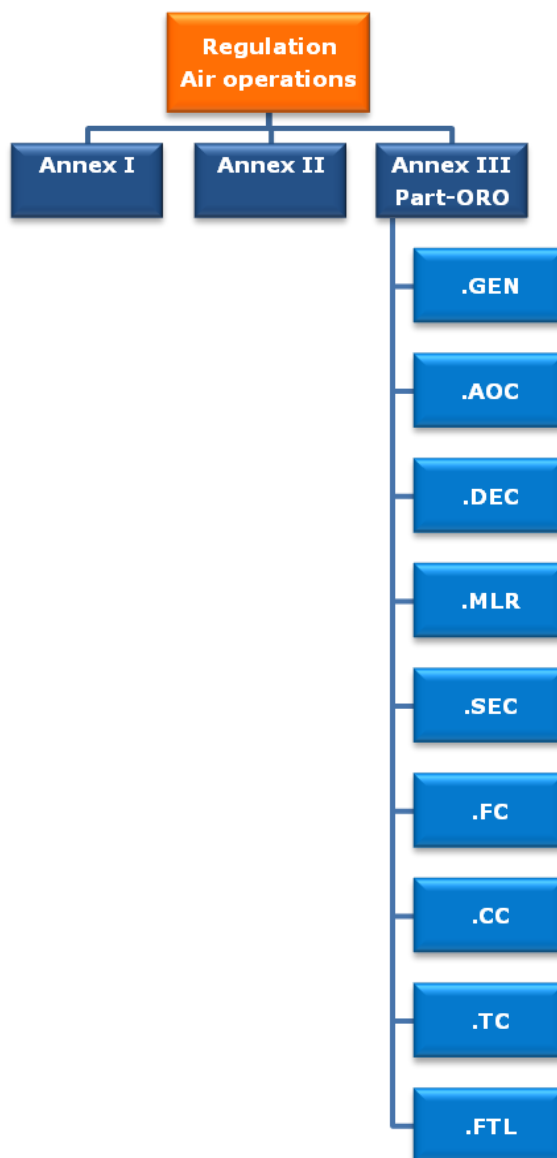 Regulation
Air operations
Annex I
Annex II
Annex III
Part-ORO
.GEN
.AOC
.DEC
.MLR
.SEC
.FC
.CC
.TC
.FTL